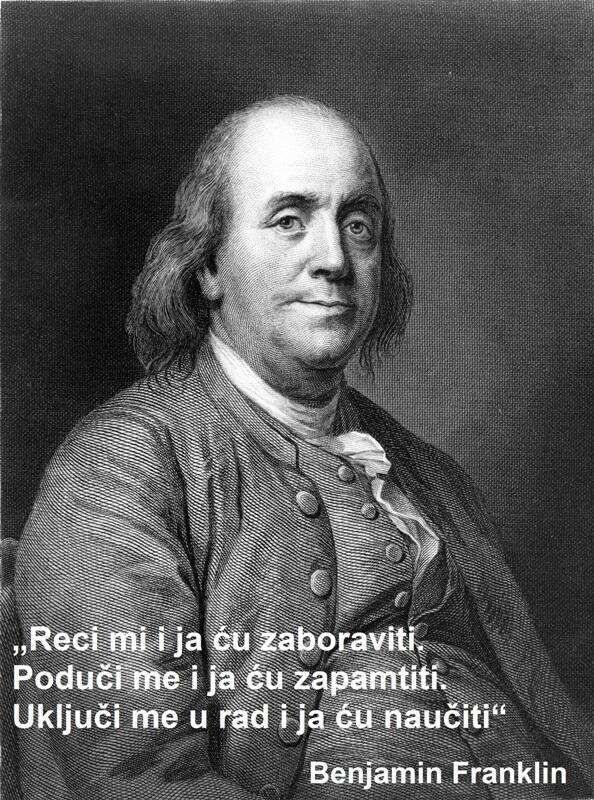 „Reci mi i ja ću zaboraviti.
Poduči me i ja ću zapamtiti.
Uključi me u rad i ja ću naučiti“
Benjamin Franklin